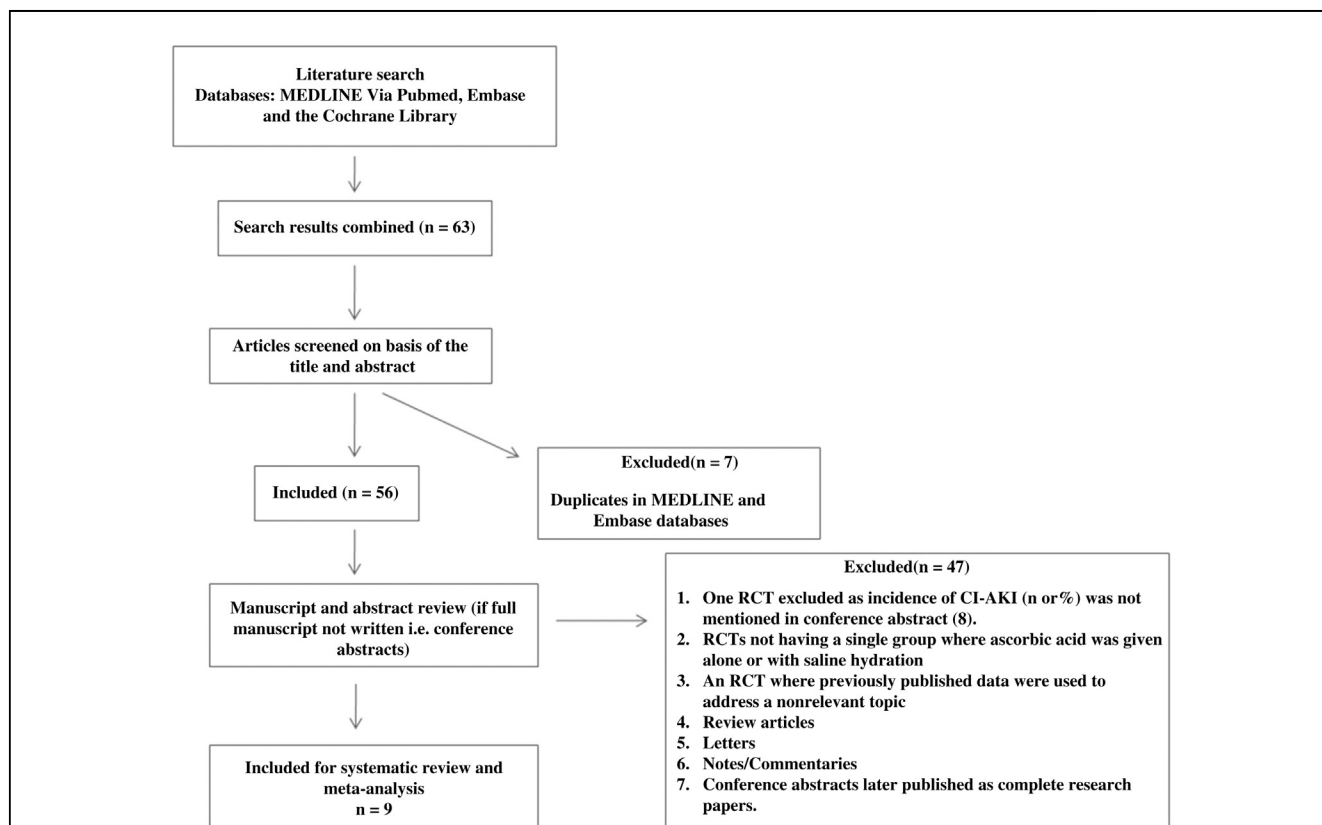 Literature search
Databases: MEDLINE Via Pubmed, Embase
and the Cochrane Library
Search results combined (n = 63)
Articles screened on basis of the
title and abstract
Excluded(n = 7)
Duplicates in MEDLINE and
Embase databases
Included (n = 56)
Manuscript and abstract review (if full
manuscript not written i.e. conference
abstracts)
Excluded(n = 47)
1. One RCT excluded as incidence of CI-AKI (n or%) was not
mentioned in conference abstract (8).
2. RCTs not having a single group where ascorbic acid was given
alone or with saline hydration
3. An RCT where previously published data were used to
address a nonrelevant topic
4. Review articles
5. Letters
6. Notes/Commentaries
7. Conference abstracts later published as complete research
papers.
Included for systematic review and
meta-analysis
n = 9